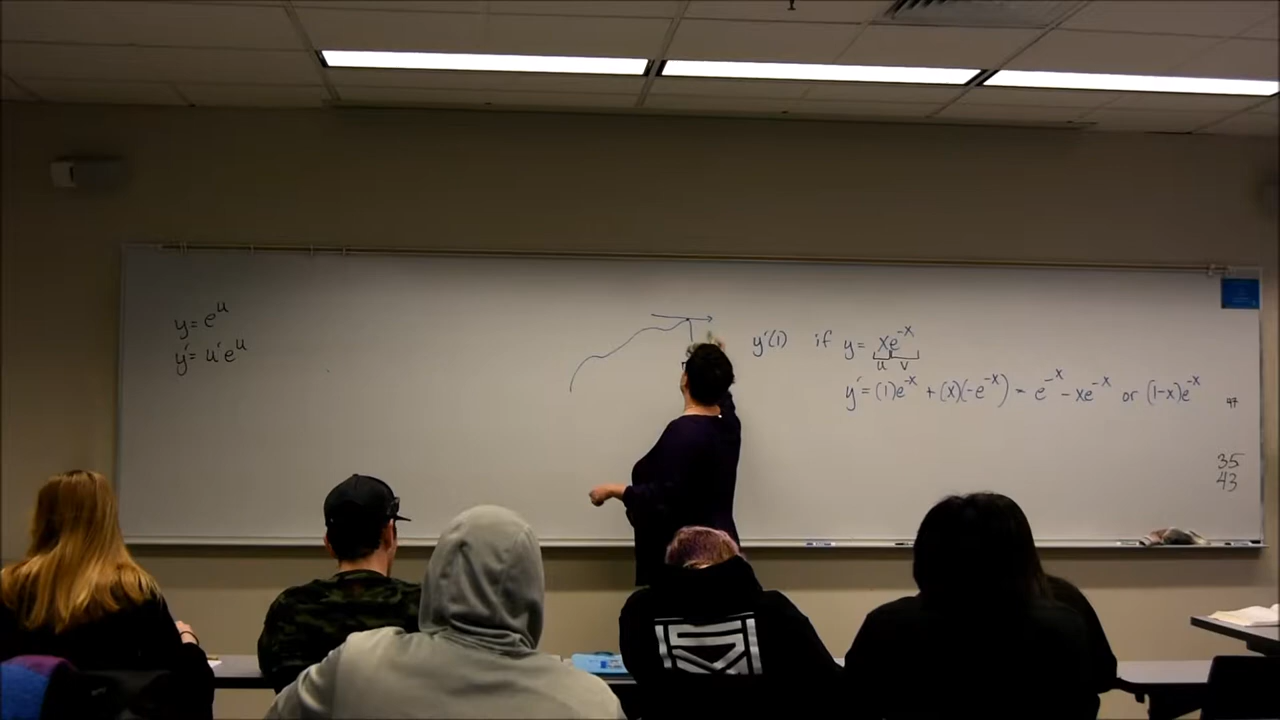 y = e^u
y' = u'e^u
y'(1) if y = xe^-x
u v
y' = (1)e^-x + (x)(-e^-x) = e^-x - xe^-x or (1-x)e^-x
47
35
43